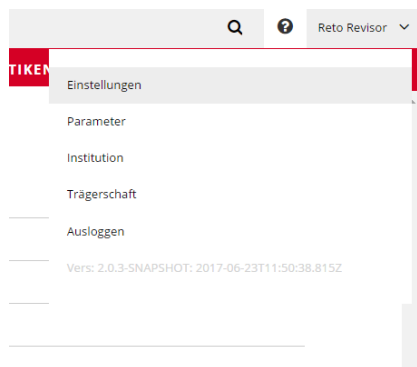 Reto Revisor
TIKEN
Einstellungen
Parameter
Institution
Trägerschaft
Ausloggen
Vers: 2.0.3-SNAPSHOT: 2017-06-23T11:50:38.815Z